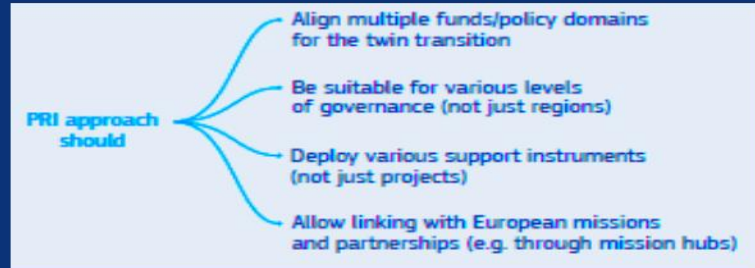 PRI approach
should
Align multiple funds/policy domains
for the twin transition
Be suitable for various levels
of governance (not just regions)
Deploy various support instruments
(not just projects)
Allow linking with European missions
and partnerships (e.g. through mission hubs)